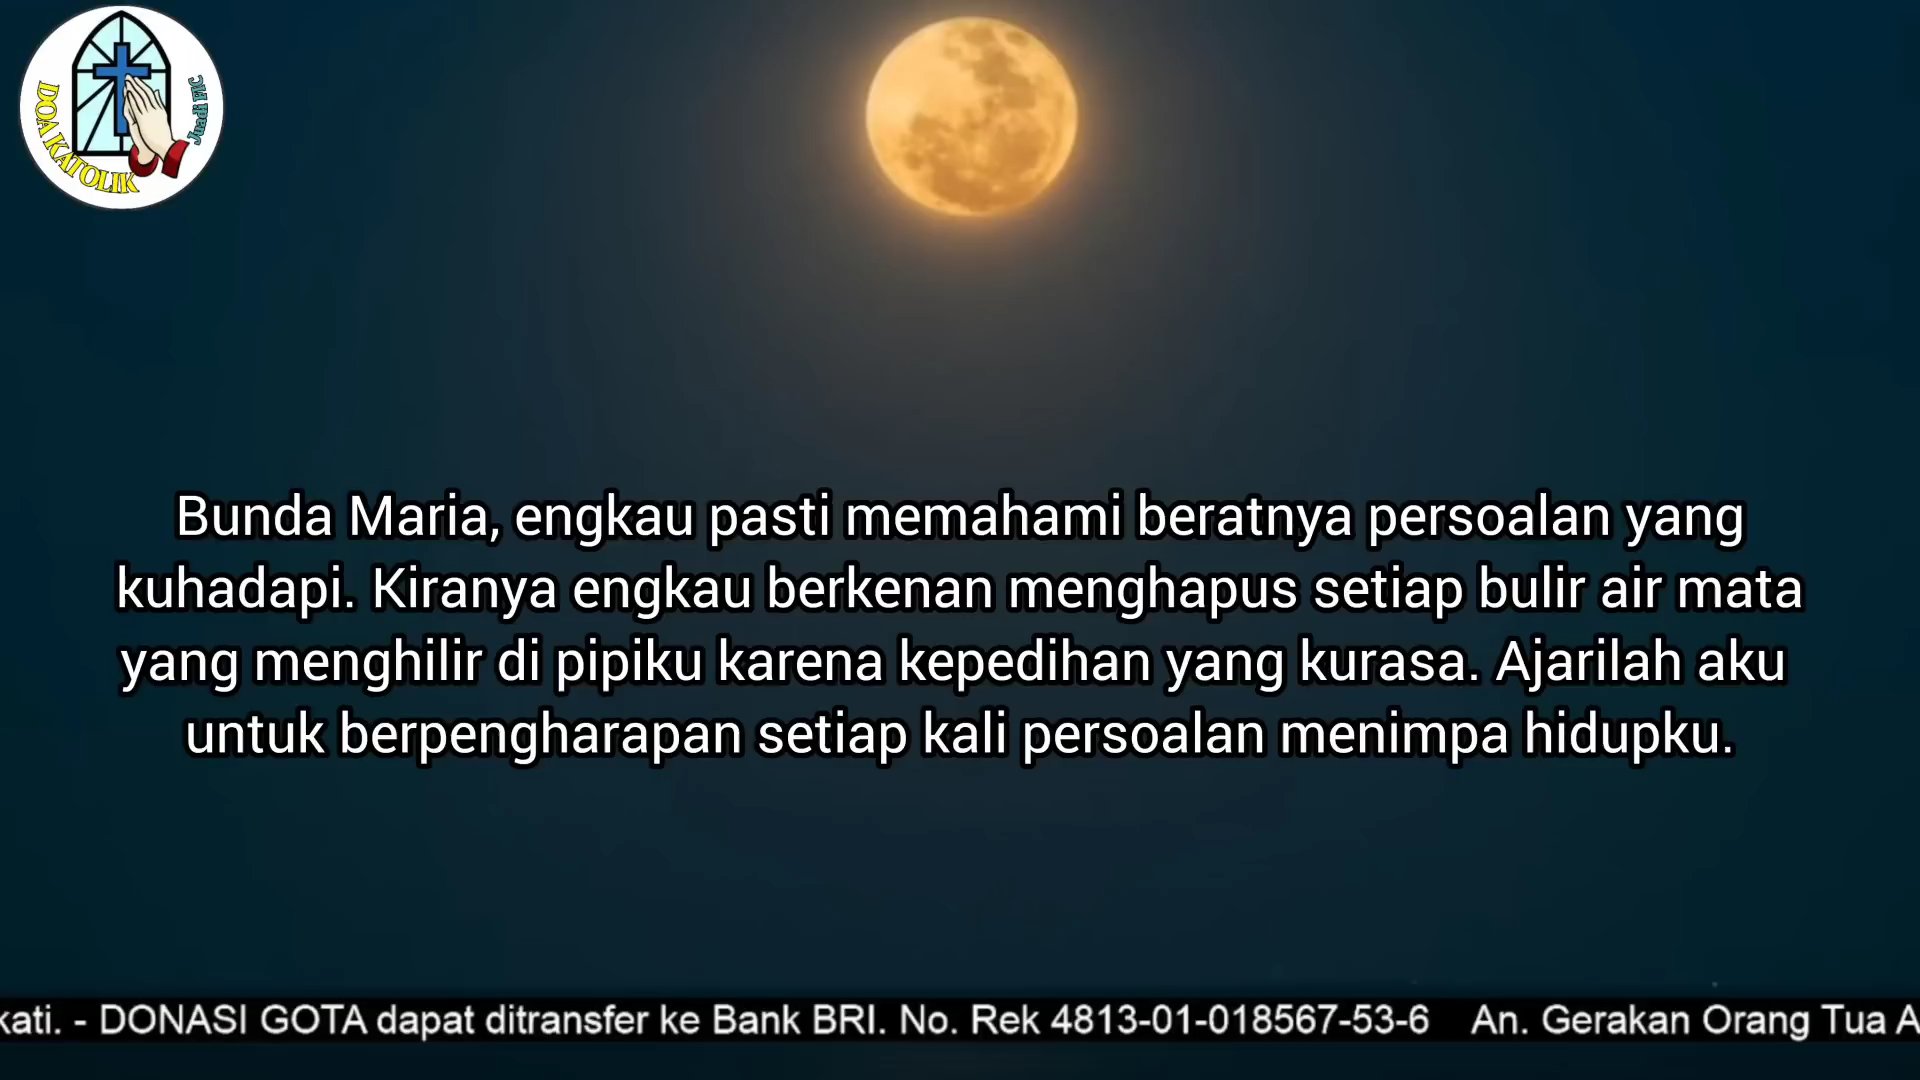 DOA KATOLIK
Juadi FIC
Bunda Maria, engkau pasti memahami beratnya persoalan yang
kuhadapi. Kiranya engkau berkenan menghapus setiap bulir air mata
yang menghilir di pipiku karena kepedihan yang kurasa. Ajarilah aku
untuk berpengharapan setiap kali persoalan menimpa hidupku.
kati. - DONASI GOTA dapat ditransfer ke Bank BRI. No. Rek 4813-01-018567-53-6 An. Gerakan Orang Tua A